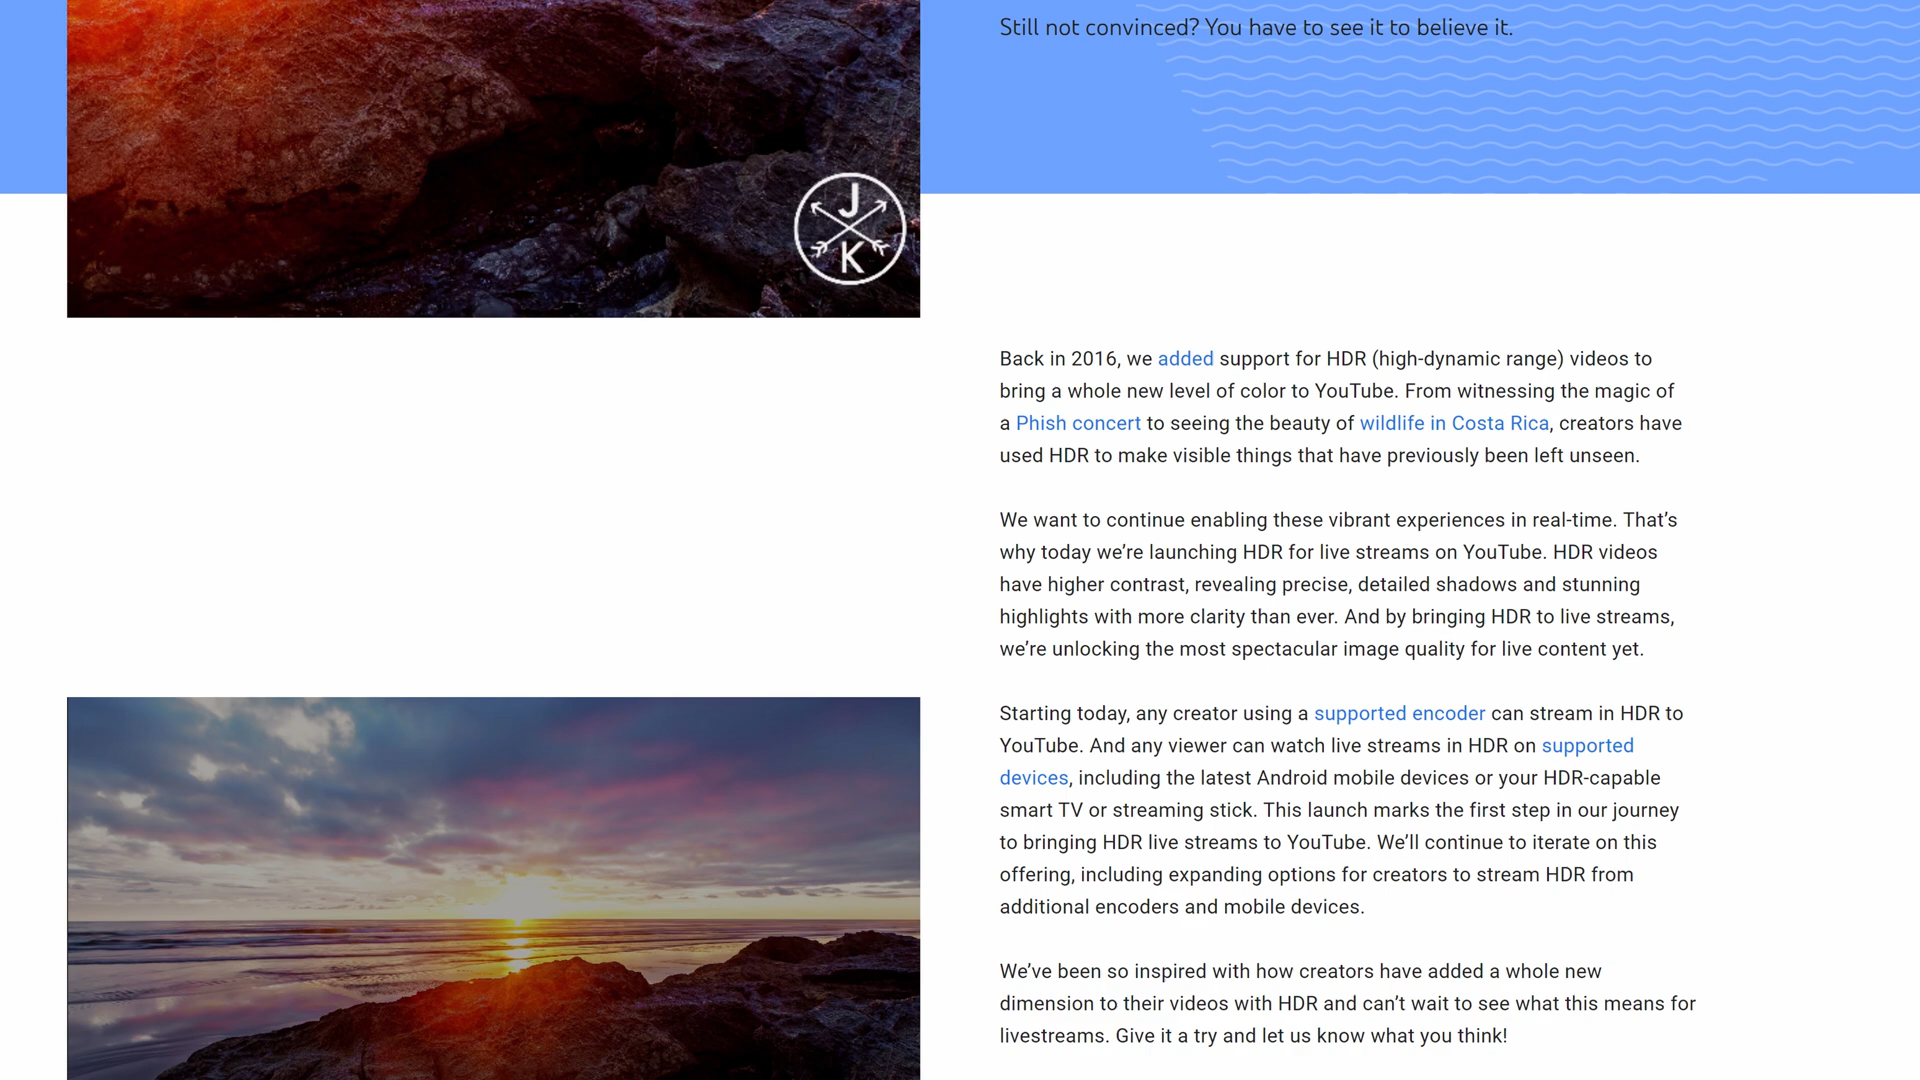 Still not convinced? You have to see it to believe it.
J
K
Back in 2016, we added support for HDR (high-dynamic range) videos to
bring a whole new level of color to YouTube. From witnessing the magic of
a Phish concert to seeing the beauty of wildlife in Costa Rica, creators have
used HDR to make visible things that have previously been left unseen.
We want to continue enabling these vibrant experiences in real-time. That’s
why today we’re launching HDR for live streams on YouTube. HDR videos
have higher contrast, revealing precise, detailed shadows and stunning
highlights with more clarity than ever. And by bringing HDR to live streams,
we’re unlocking the most spectacular image quality for live content yet.
Starting today, any creator using a supported encoder can stream in HDR to
YouTube. And any viewer can watch live streams in HDR on supported
devices, including the latest Android mobile devices or your HDR-capable
smart TV or streaming stick. This launch marks the first step in our journey
to bringing HDR live streams to YouTube. We’ll continue to iterate on this
offering, including expanding options for creators to stream HDR from
additional encoders and mobile devices.
We’ve been so inspired with how creators have added a whole new
dimension to their videos with HDR and can’t wait to see what this means for
livestreams. Give it a try and let us know what you think!